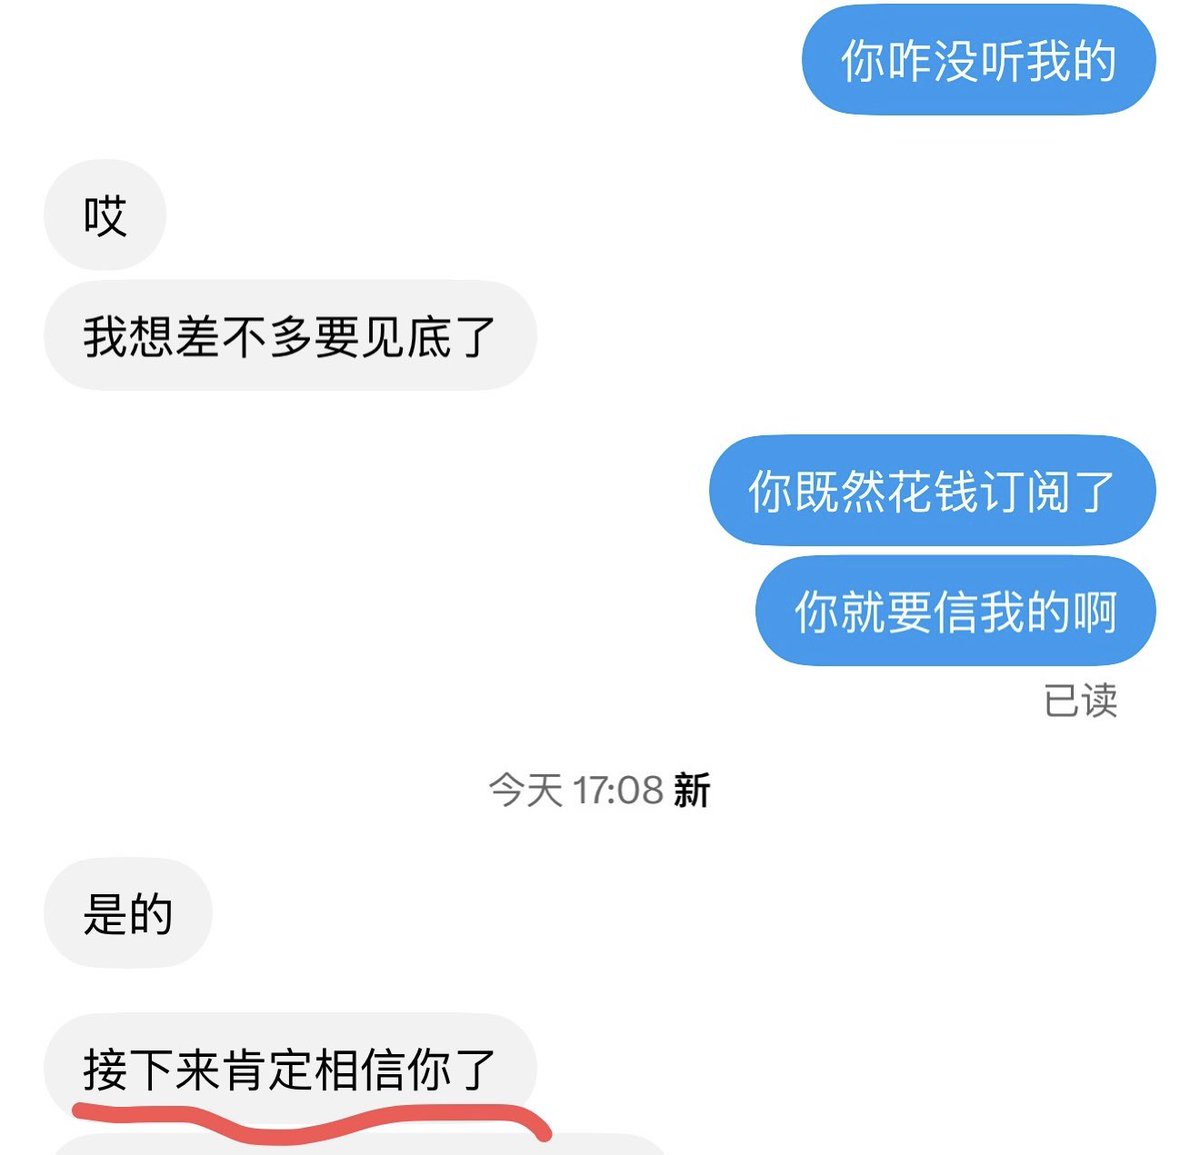 你咋没听我的
哎
我想差不多要见底了
你既然花钱订阅了
你就要信我的啊
已读
今天 17:08 新
是的
接下来肯定相信你了